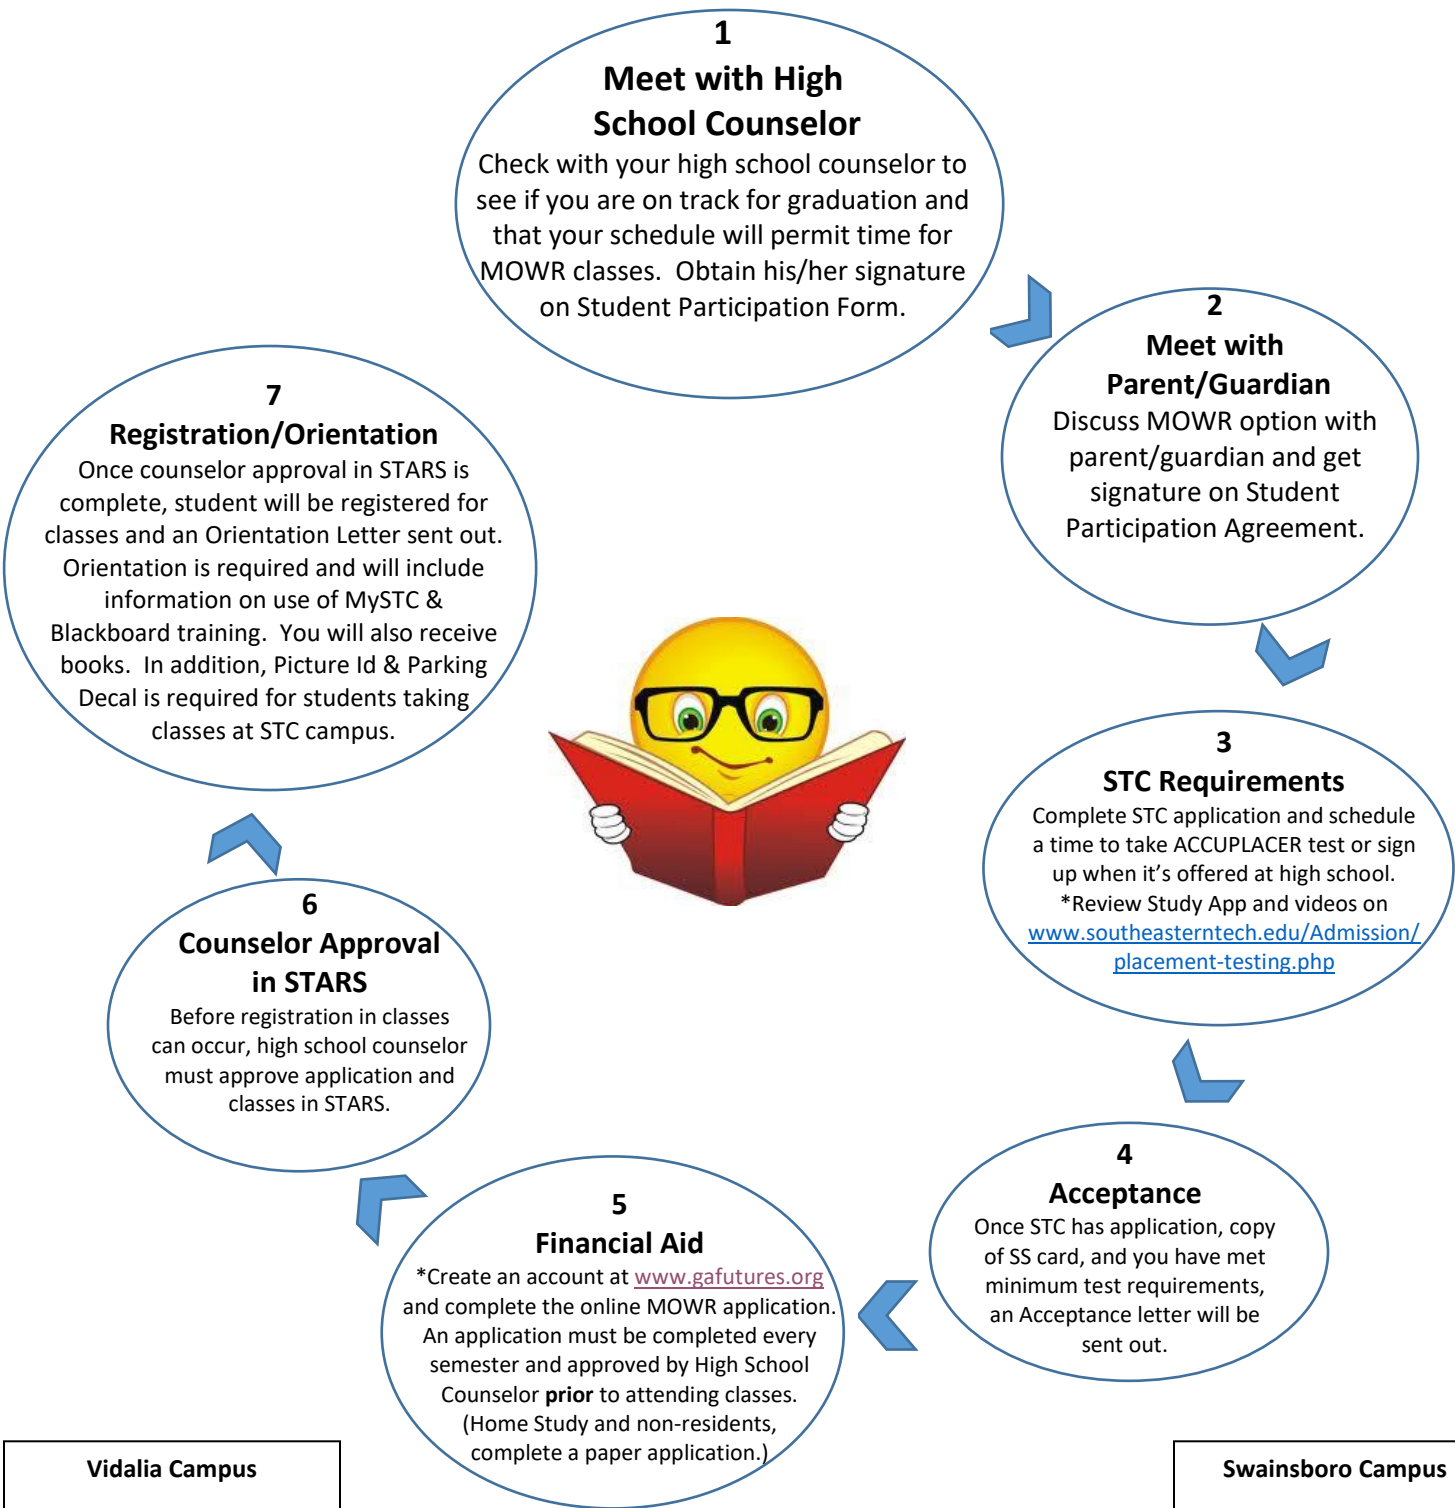 1
Meet with High
School Counselor
Check with your high school counselor to
see if you are on track for graduation and
that your schedule will permit time for
MOWR classes.  Obtain his/her signature
on Student Participation Form.
2
Meet with
Parent/Guardian
Discuss MOWR option with
parent/guardian and get
signature on Student
Participation Agreement.
3
STC Requirements
Complete STC application and schedule
a time to take ACCUPLACER test or sign
up when it’s offered at high school.
*Review Study App and videos on
www.southeasterntech.edu/Admission/
placement-testing.php
4
Acceptance
Once STC has application, copy
of SS card, and you have met
minimum test requirements,
an Acceptance letter will be
sent out.
5
Financial Aid
*Create an account at www.gafutures.org
and complete the online MOWR application.
An application must be completed every
semester and approved by High School
Counselor prior to attending classes.
(Home Study and non-residents,
complete a paper application.)
6
Counselor Approval
in STARS
Before registration in classes
can occur, high school counselor
must approve application and
classes in STARS.
7
Registration/Orientation
Once counselor approval in STARS is
complete, student will be registered for
classes and an Orientation Letter sent out.
Orientation is required and will include
information on use of MySTC &
Blackboard training.  You will also receive
books.  In addition, Picture Id & Parking
Decal is required for students taking
classes at STC campus.
Vidalia Campus
Swainsboro Campus